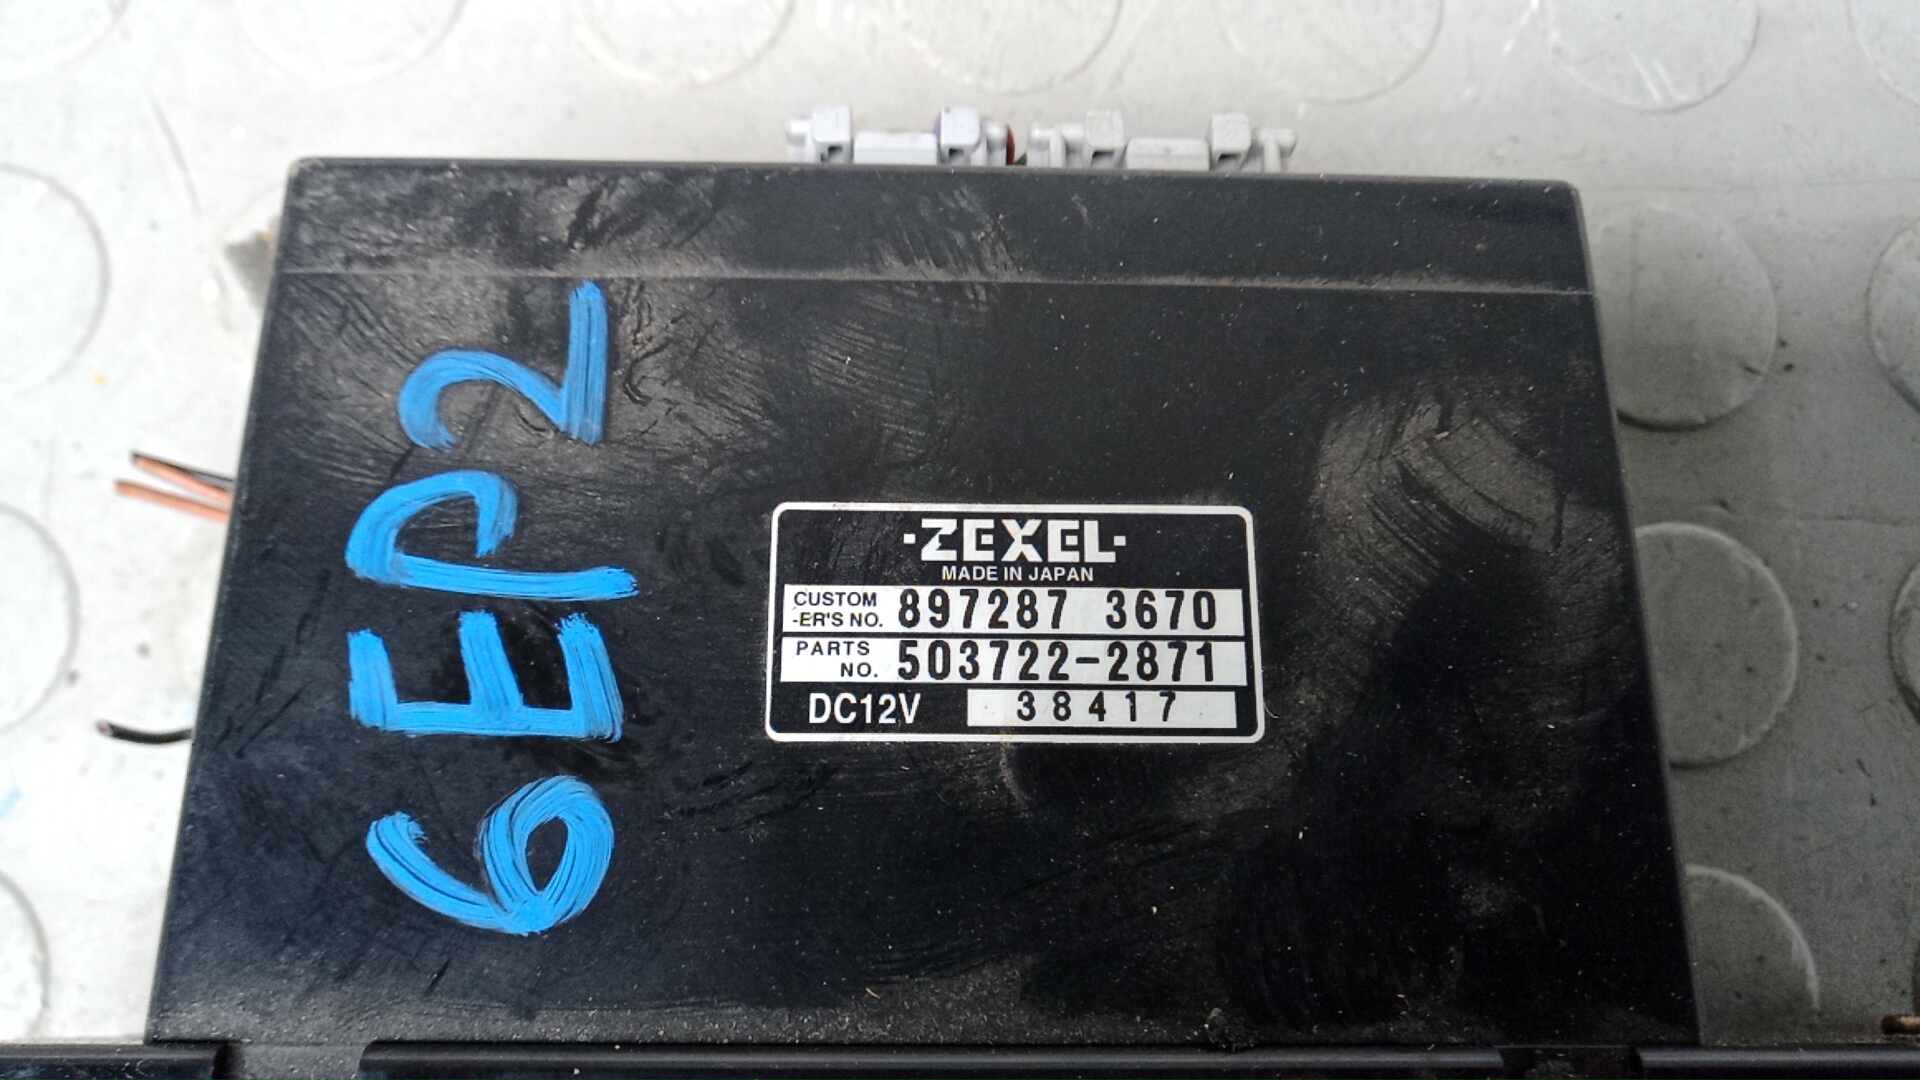 6EP2
·ZEXEL·
MADE IN JAPAN
CUSTOM
-ER'S NO. 897287 3670
PARTS
NO. 503722-2871
DC12V 38417